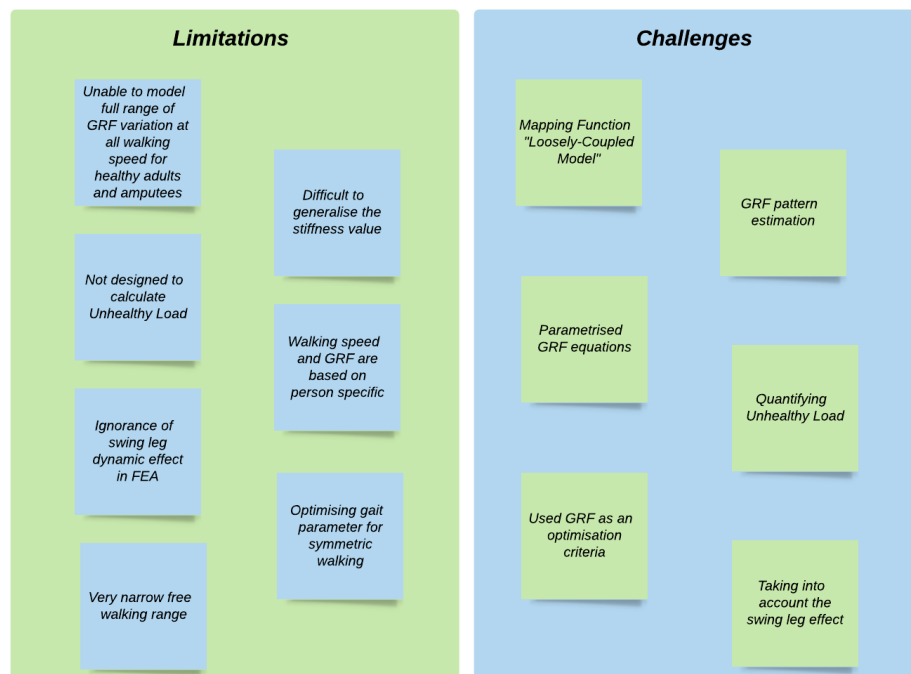 Limitations
Unable to model
full range of
GRF variation at
all walking
speed for
healthy adults
and amputees
Difficult to
generalise the
stiffness value
Not designed to
calculate
Unhealthy Load
Walking speed
and GRF are
based on
person specific
Ignorance of
swing leg
dynamic effect
in FEA
Optimising gait
parameter for
symmetric
walking
Very narrow free
walking range
Challenges
Mapping Function
"Loosely-Coupled
Model"
GRF pattern
estimation
Parametrised
GRF equations
Quantifying
Unhealthy Load
Used GRF as an
optimisation
criteria
Taking into
account the
swing leg effect